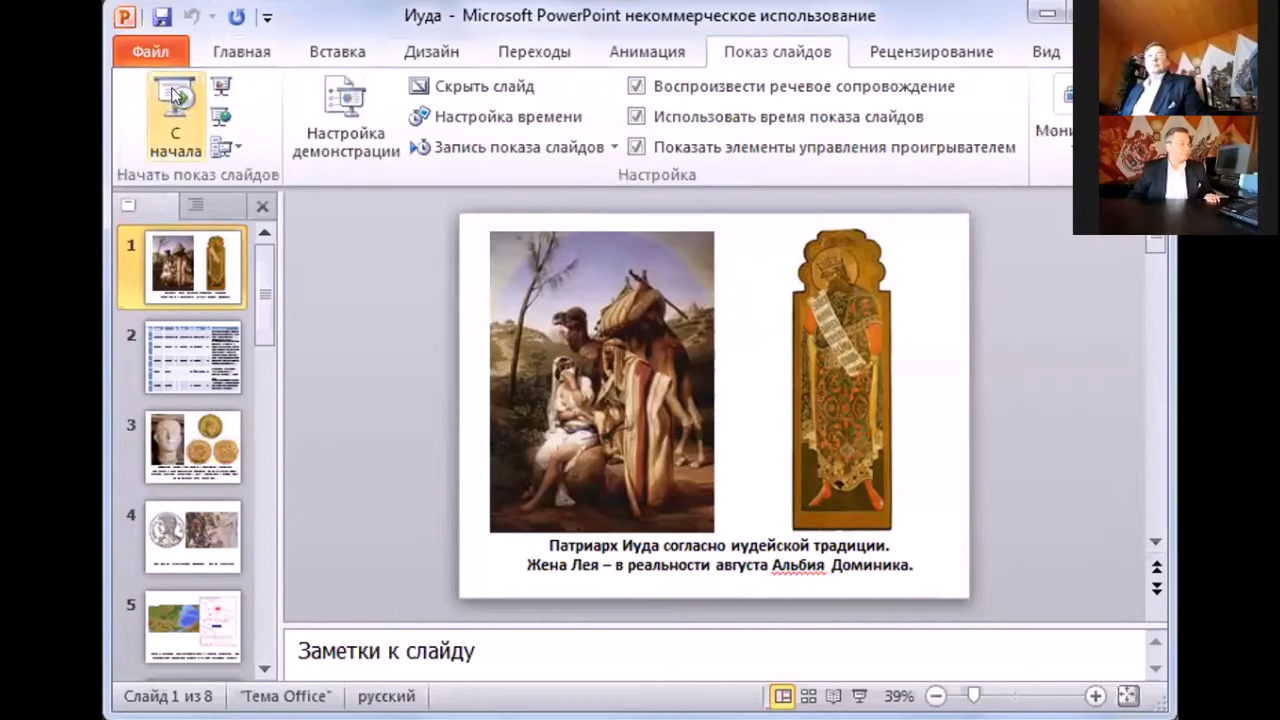 Иуда - Microsoft PowerPoint некоммерческое использование
Файл Главная Вставка Дизайн Переходы Анимация Показ слайдов Рецензирование Вид
С начала
Настройка демонстрации
Скрыть слайд
Настройка времени
Запись показа слайдов
Воспроизвести речевое сопровождение
Использовать время показа слайдов
Показать элементы управления проигрывателем
Начать показ слайдов
Настройка
1
2
3
4
5
Патриарх Иуда согласно иудейской традиции.
Жена Лея – в реальности августа Альбия Доминика.
Заметки к слайду
Слайд 1 из 8 "Тема Office" русский 39%